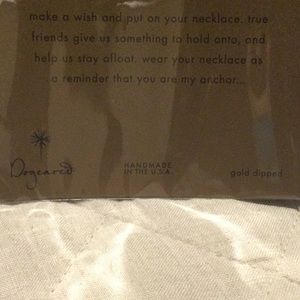 make a wish and put on your necklace. true
friends give us something to hold onto, and
help us stay afloat. wear your necklace as
a reminder that you are my anchor...
Dogeared
HANDMADE
IN THE U.S.A.
gold dipped